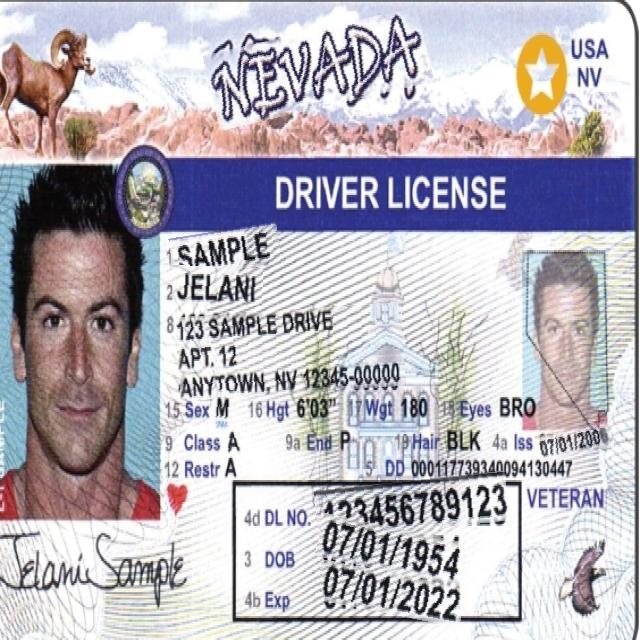 NEVADA
USA
NV
DRIVER LICENSE
1 SAMPLE
2 JELANI
8 123 SAMPLE DRIVE
APT. 12
ANYTOWN, NV 12345-00000
15 Sex M 16 Hgt 6'03" 17 Wgt 180 18 Eyes BRO
9 Class A 9a End P 19 Hair BLK 4a Iss 07/01/200
12 Restr A 5 DD 00011773934009413044​7
4d DL NO. 123456789123
VETERAN
3 DOB 07/01/1954
4b Exp 07/01/2022
Jelani Sample